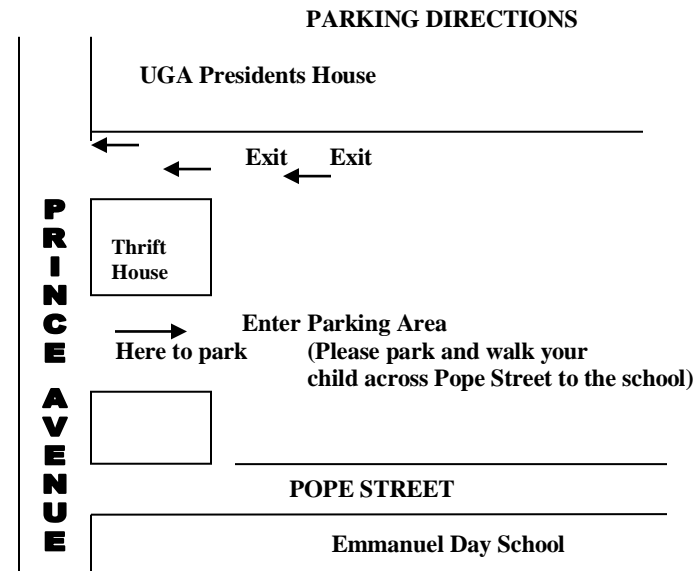 PARKING DIRECTIONS
UGA Presidents House
Exit Exit
PRINCE AVENUE
Thrift
House
Enter Parking Area
Here to park (Please park and walk your
child across Pope Street to the school)
POPE STREET
Emmanuel Day School